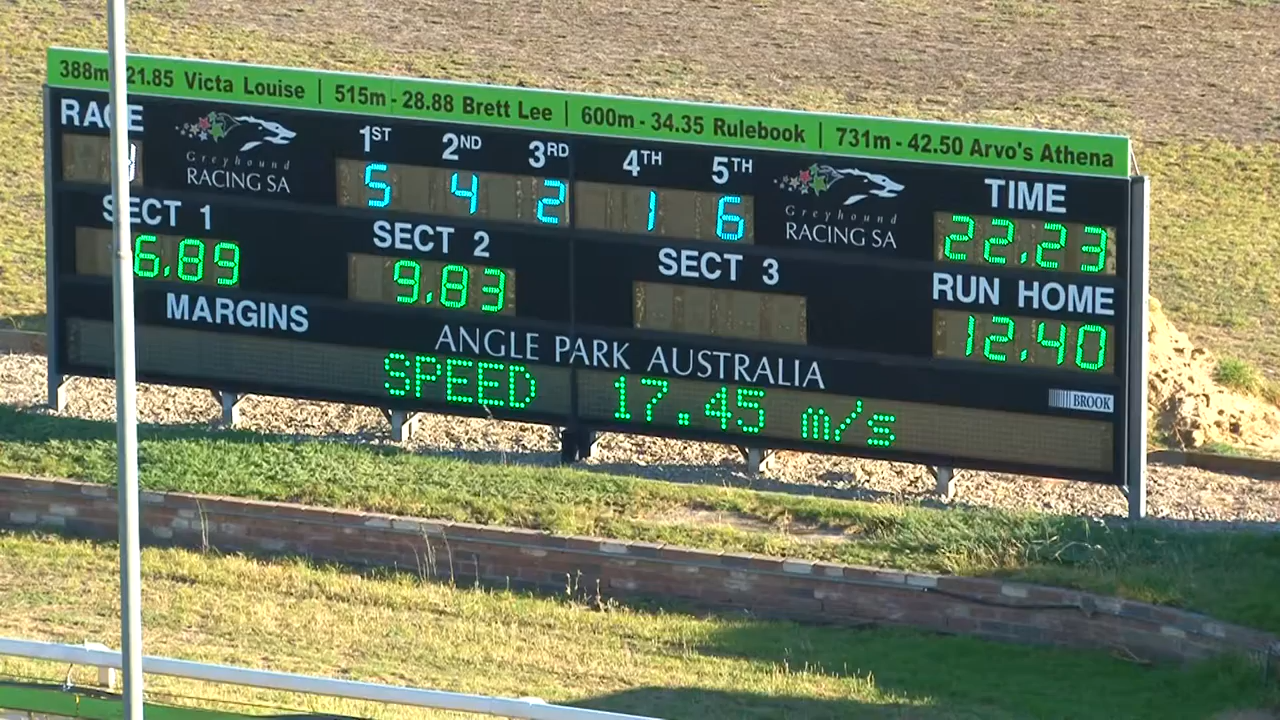 388m 21.85 Victa Louise | 515m - 28.88 Brett Lee | 600m - 34.35 Rulebook | 731m - 42.50 Arvo's Athena
RACE
Greyhound
RACING SA
1ST 2ND 3RD 4TH 5TH
5 4 2 1 6
Greyhound
RACING SA
TIME
22.23
SECT 1
6.89
SECT 2
9.83
SECT 3
RUN HOME
12.40
MARGINS
ANGLE PARK AUSTRALIA
BROOK
SPEED 17.45 m/s